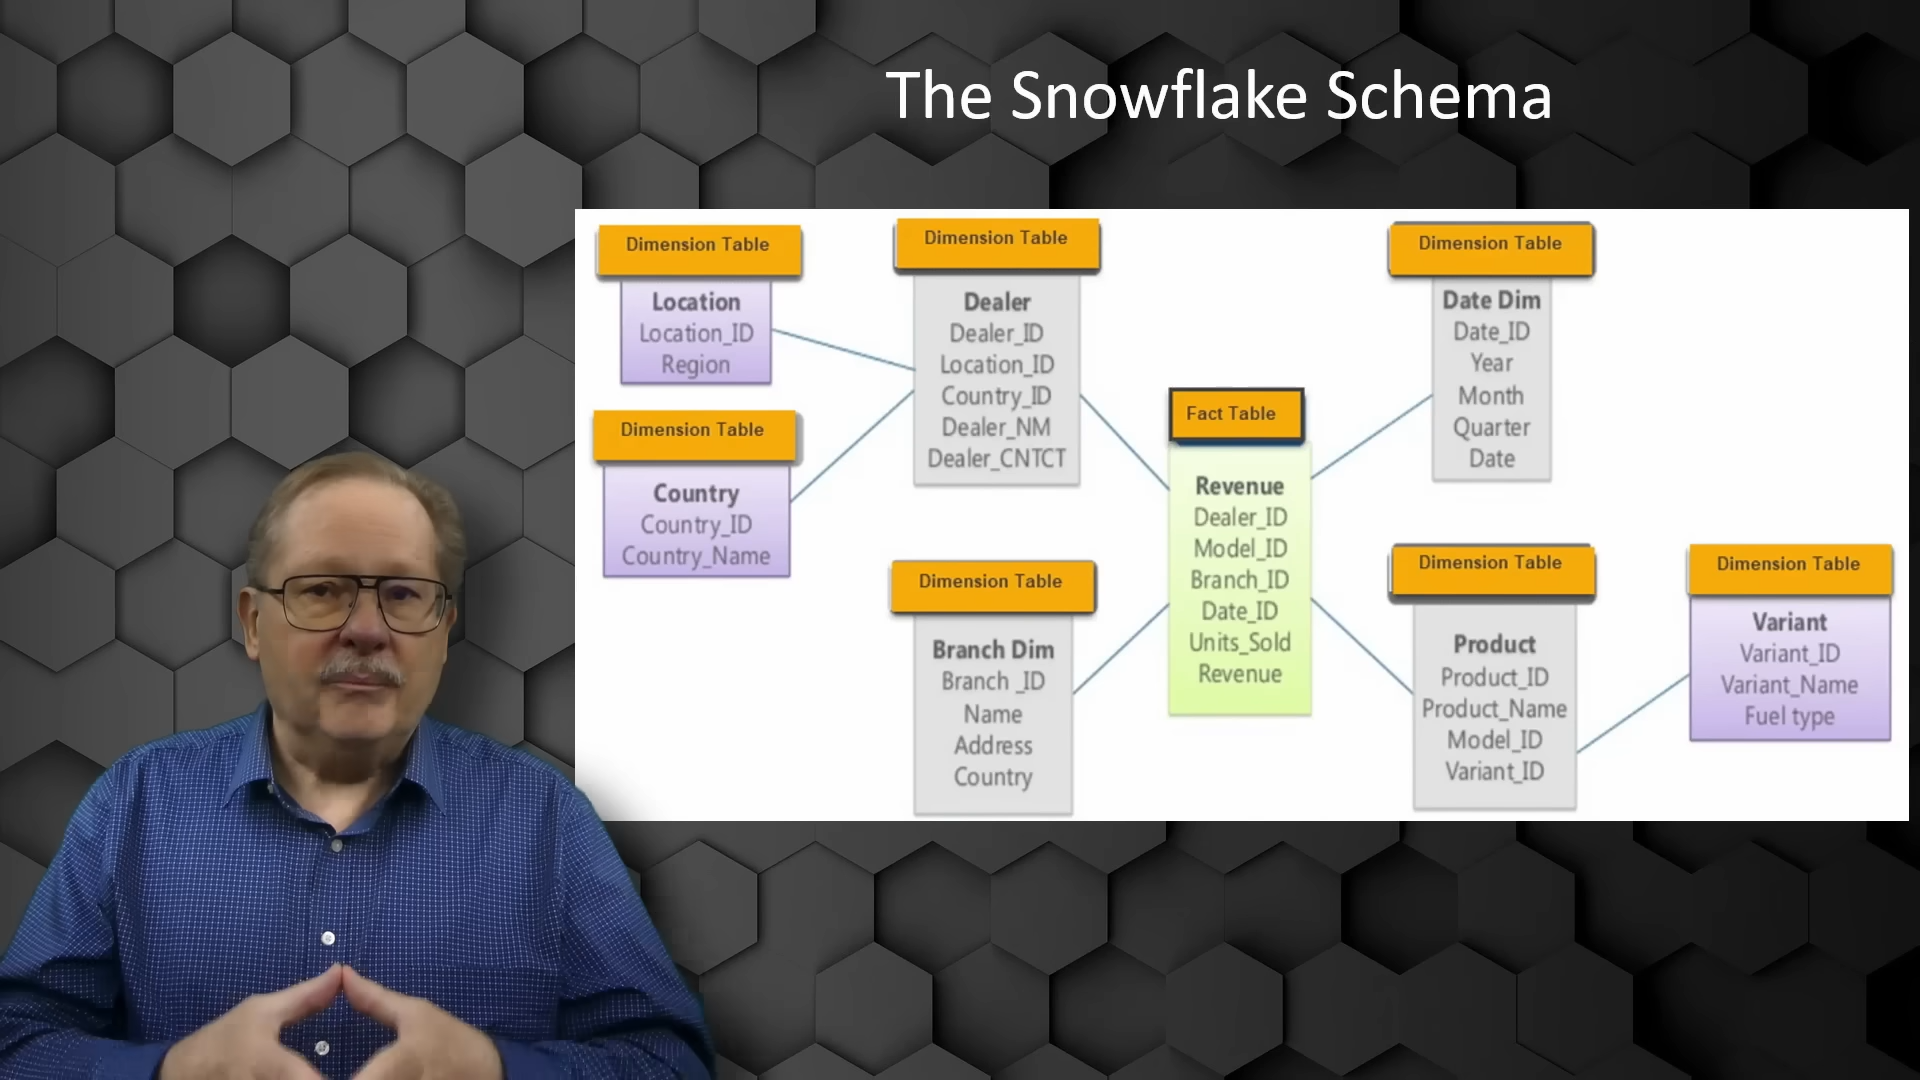 The Snowflake Schema
Dimension Table
Location
Location_ID
Region
Dimension Table
Country
Country_ID
Country_Name
Dimension Table
Dealer
Dealer_ID
Location_ID
Country_ID
Dealer_NM
Dealer_CNTCT
Dimension Table
Branch Dim
Branch _ID
Name
Address
Country
Fact Table
Revenue
Dealer_ID
Model_ID
Branch_ID
Date_ID
Units_Sold
Revenue
Dimension Table
Date Dim
Date_ID
Year
Month
Quarter
Date
Dimension Table
Product
Product_ID
Product_Name
Model_ID
Variant_ID
Dimension Table
Variant
Variant_ID
Variant_Name
Fuel type